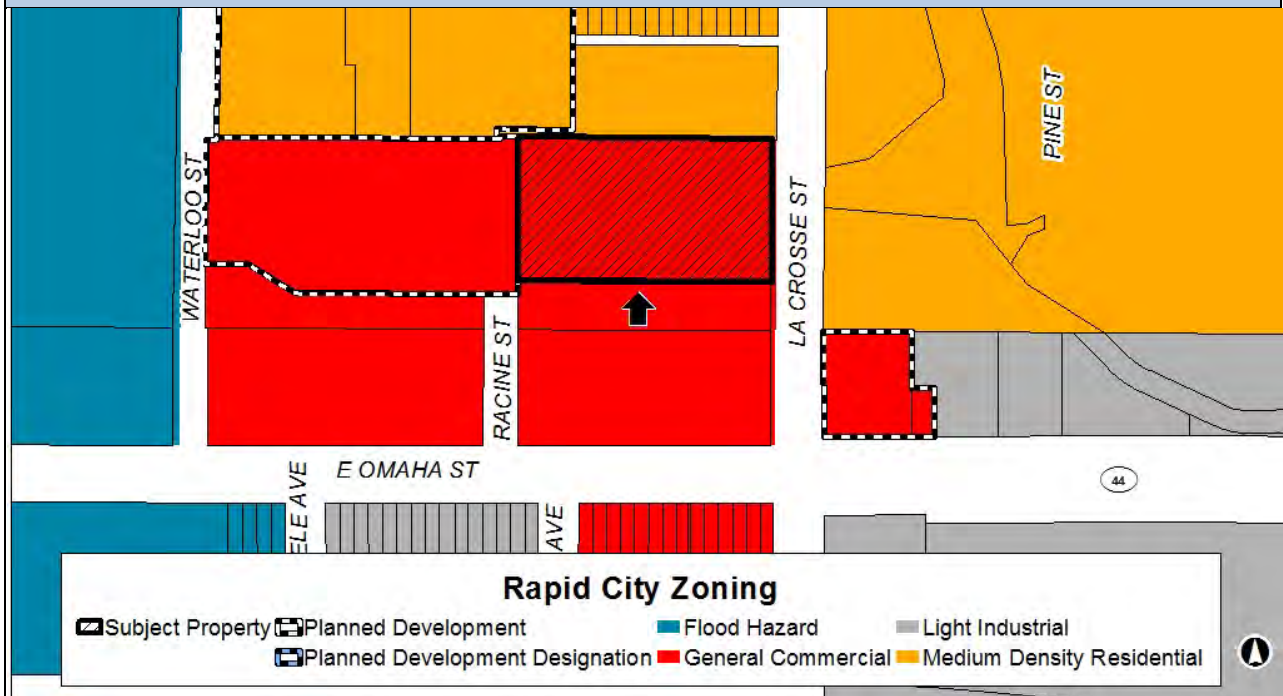 PINE ST
WATERLOO ST
LA CROSSE ST
RACINE ST
E OMAHA ST
44
ELE AVE
AVE
Rapid City Zoning
Subject Property Planned Development Flood Hazard Light Industrial
Planned Development Designation General Commercial Medium Density Residential